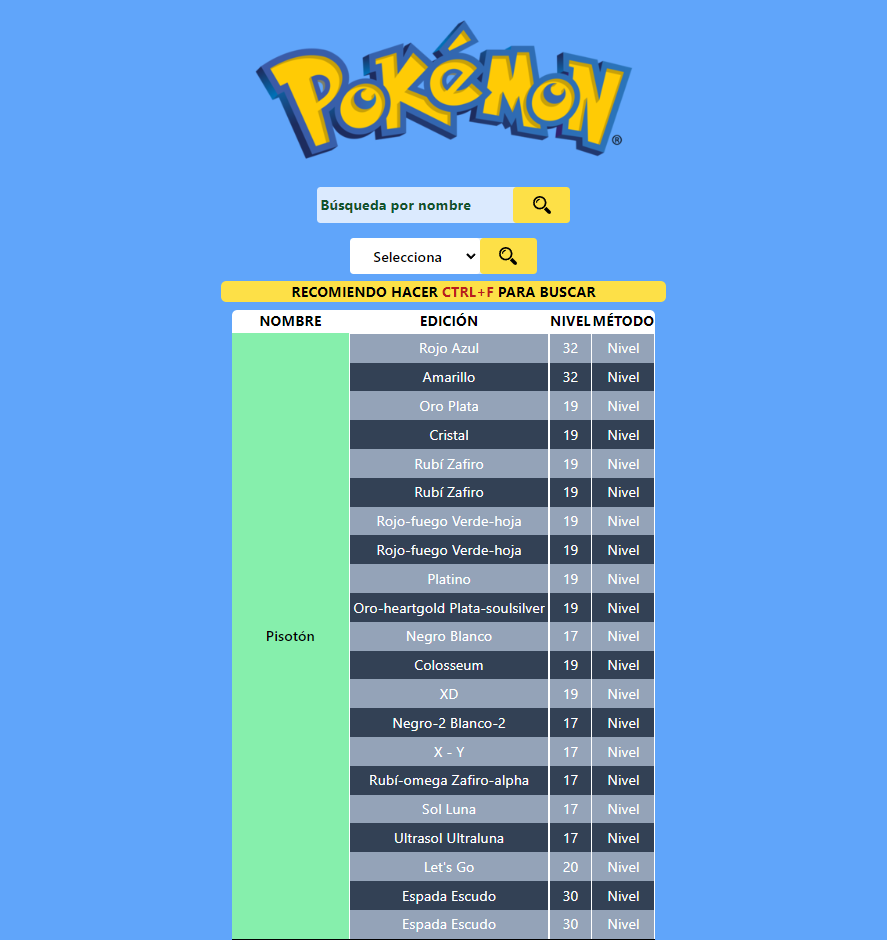 POKéMON®
Búsqueda por nombre
Selecciona
RECOMIENDO HACER CTRL+F PARA BUSCAR
NOMBRE EDICIÓN NIVEL MÉTODO
Rojo Azul 32 Nivel
Amarillo 32 Nivel
Oro Plata 19 Nivel
Cristal 19 Nivel
Rubí Zafiro 19 Nivel
Rubí Zafiro 19 Nivel
Rojo-fuego Verde-hoja 19 Nivel
Rojo-fuego Verde-hoja 19 Nivel
Platino 19 Nivel
Oro-heartgold Plata-soulsilver 19 Nivel
Pisotón Negro Blanco 17 Nivel
Colosseum 19 Nivel
XD 19 Nivel
Negro-2 Blanco-2 17 Nivel
X - Y 17 Nivel
Rubí-omega Zafiro-alpha 17 Nivel
Sol Luna 17 Nivel
Ultrasol Ultraluna 17 Nivel
Let's Go 20 Nivel
Espada Escudo 30 Nivel
Espada Escudo 30 Nivel